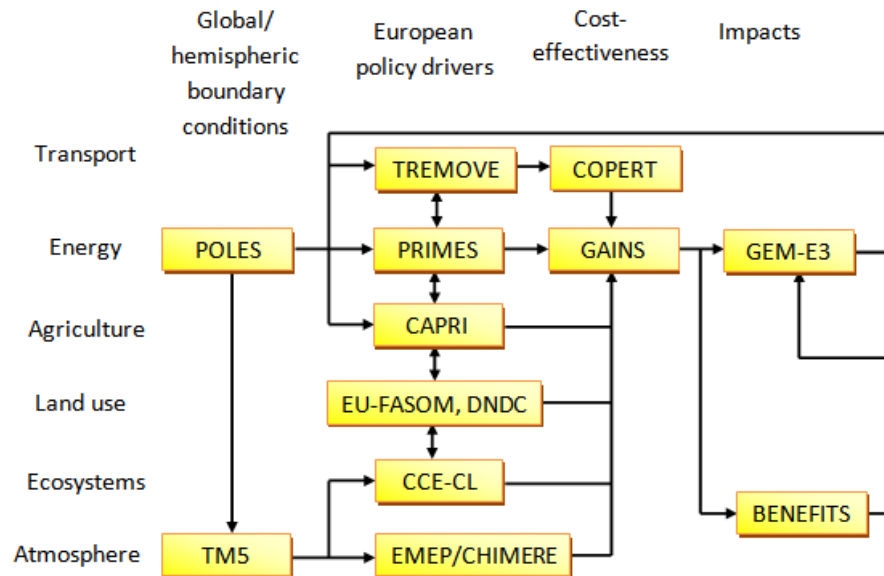 Global/
hemispheric
boundary
conditions
European
policy drivers
Cost-
effectiveness
Impacts
Transport
TREMOVE
COPERT
Energy
POLES
PRIMES
GAINS
GEM-E3
Agriculture
CAPRI
Land use
EU-FASOM, DNDC
Ecosystems
CCE-CL
BENEFITS
Atmosphere
TM5
EMEP/CHIMERE